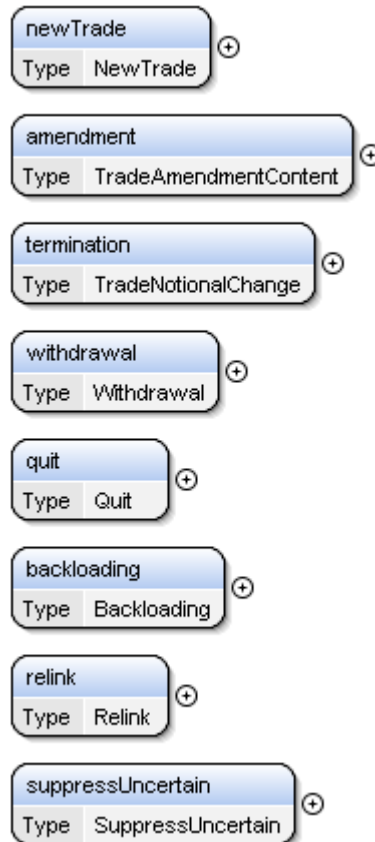 newTrade
Type NewTrade
amendment
Type TradeAmendmentContent
termination
Type TradeNotionalChange
withdrawal
Type Withdrawal
quit
Type Quit
backloading
Type Backloading
relink
Type Relink
suppressUncertain
Type SuppressUncertain